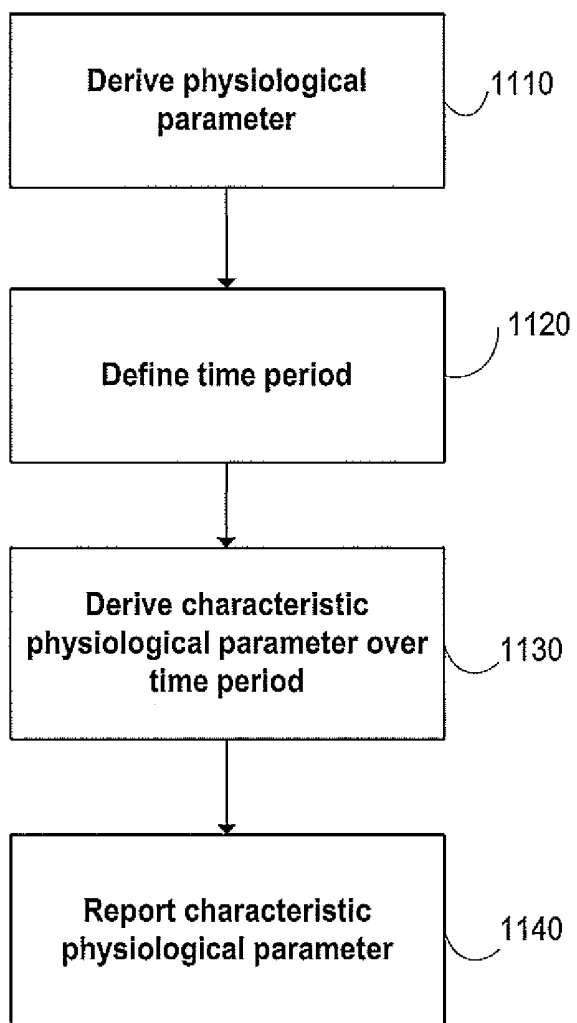 Derive physiological
parameter
1110
Define time period
1120
Derive characteristic
physiological parameter over
time period
1130
Report characteristic
physiological parameter
1140